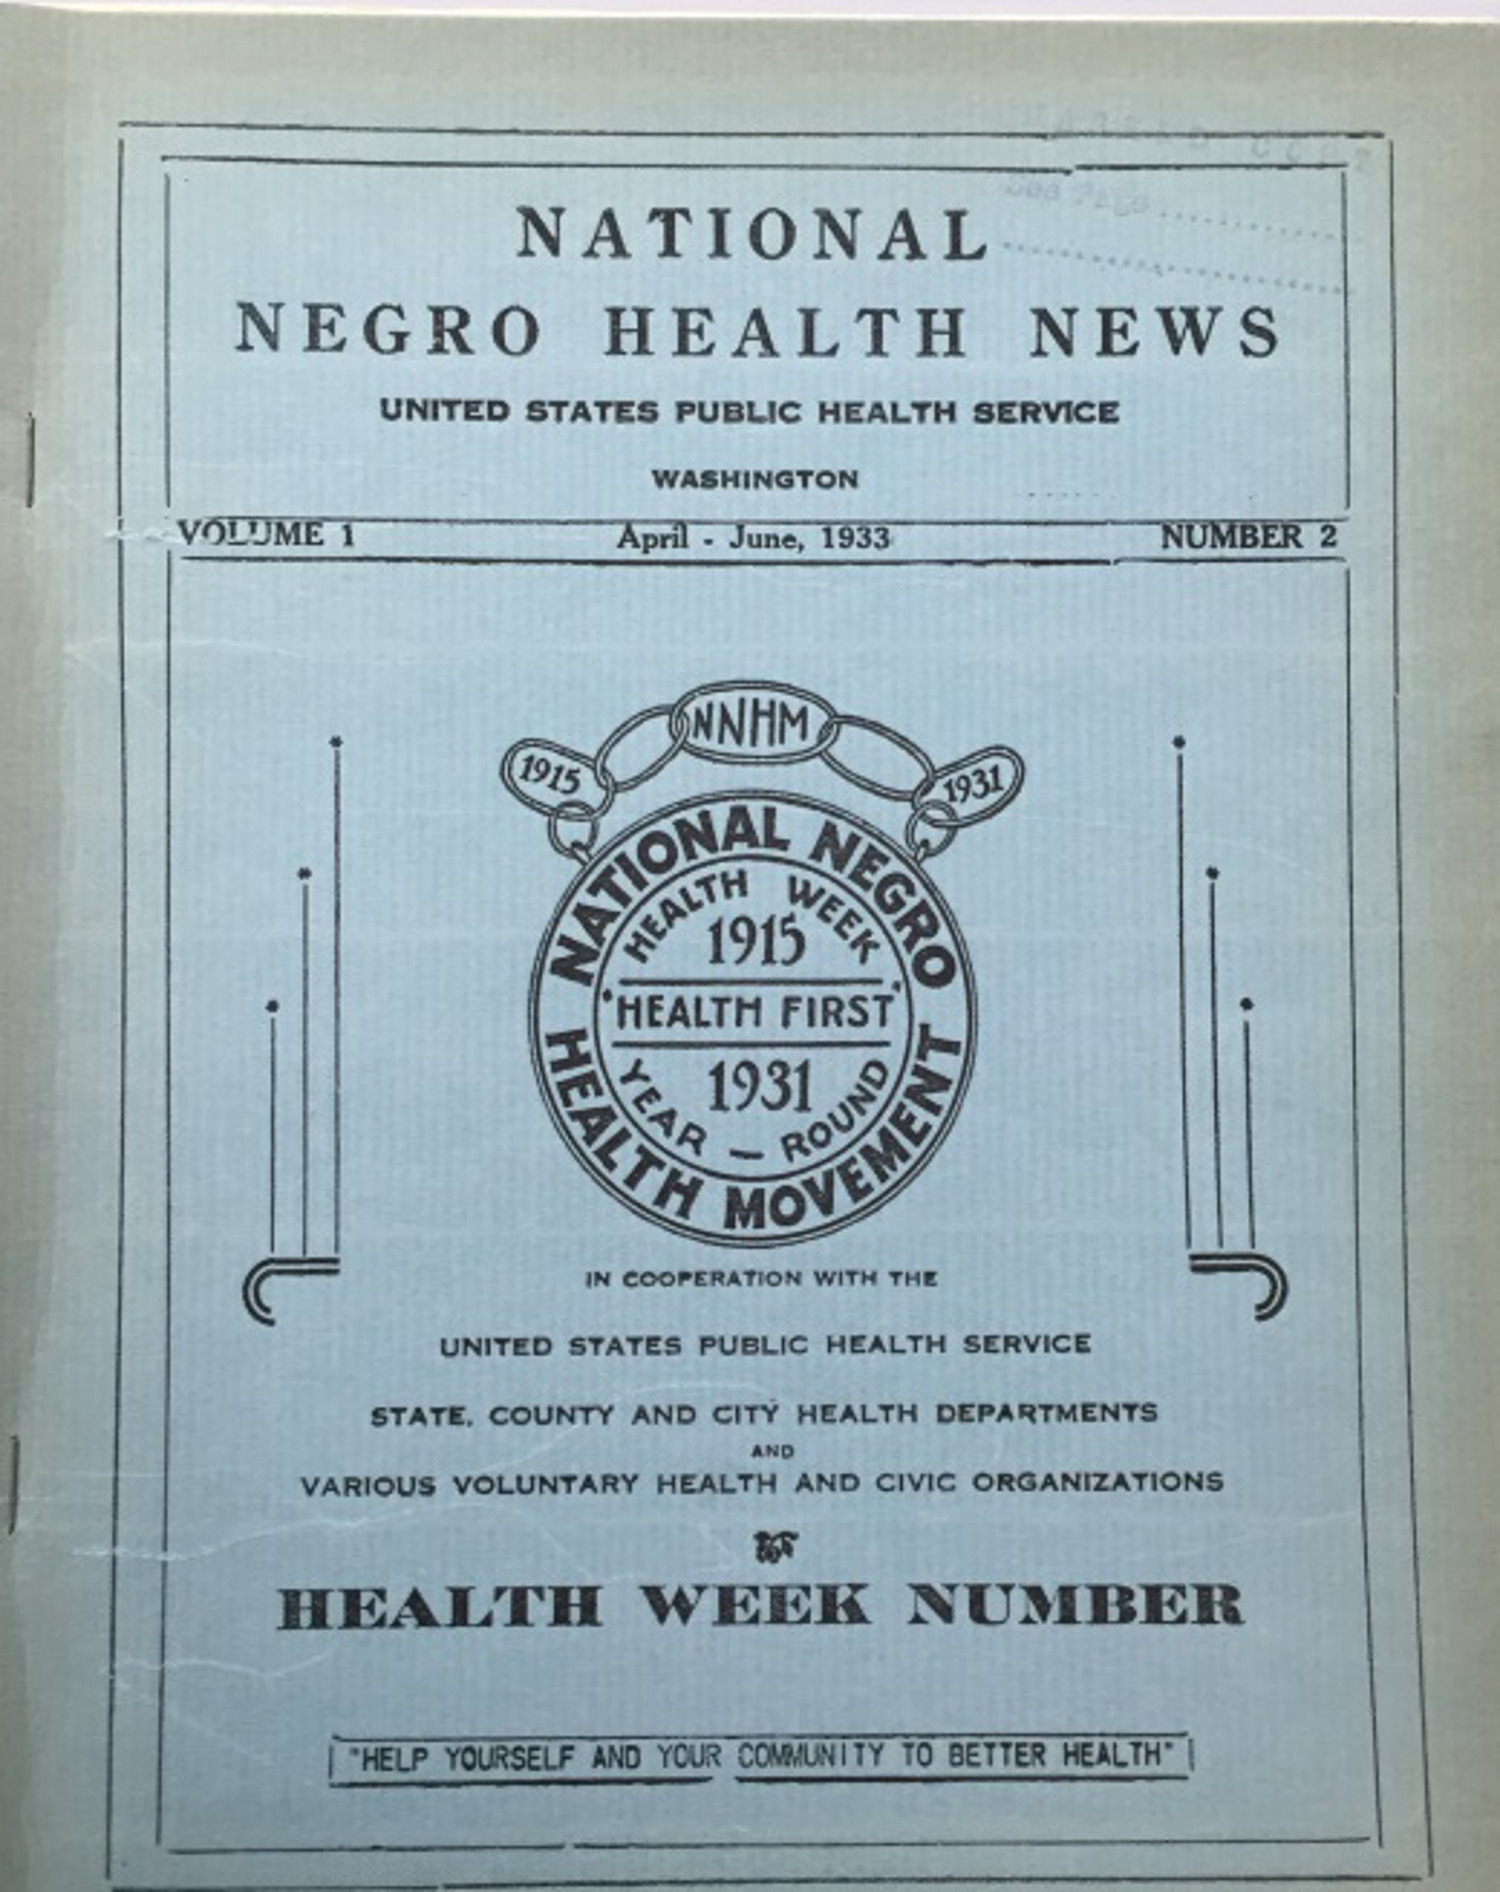 NATIONAL
NEGRO HEALTH NEWS
UNITED STATES PUBLIC HEALTH SERVICE
WASHINGTON
See Page
VOLUME 1 April - June, 1933 NUMBER 2
NNHM
1915 1931
NATIONAL NEGRO
HEALTH WEEK
1915
"HEALTH FIRST"
1931
YEAR — ROUND
HEALTH MOVEMENT
IN COOPERATION WITH THE
UNITED STATES PUBLIC HEALTH SERVICE
STATE, COUNTY AND CITY HEALTH DEPARTMENTS
AND
VARIOUS VOLUNTARY HEALTH AND CIVIC ORGANIZATIONS
HEALTH WEEK NUMBER
"HELP YOURSELF AND YOUR COMMUNITY TO BETTER HEALTH"